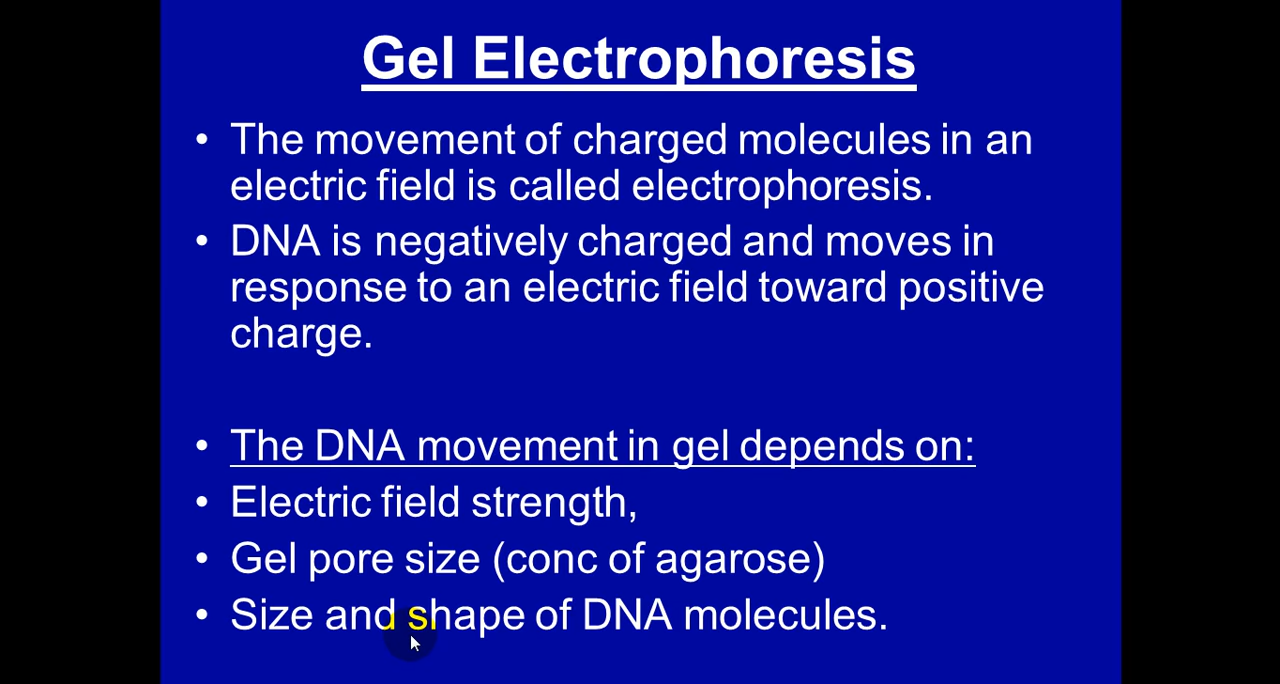 Gel Electrophoresis
• The movement of charged molecules in an
electric field is called electrophoresis.
• DNA is negatively charged and moves in
response to an electric field toward positive
charge.
• The DNA movement in gel depends on:
• Electric field strength,
• Gel pore size (conc of agarose)
• Size and shape of DNA molecules.